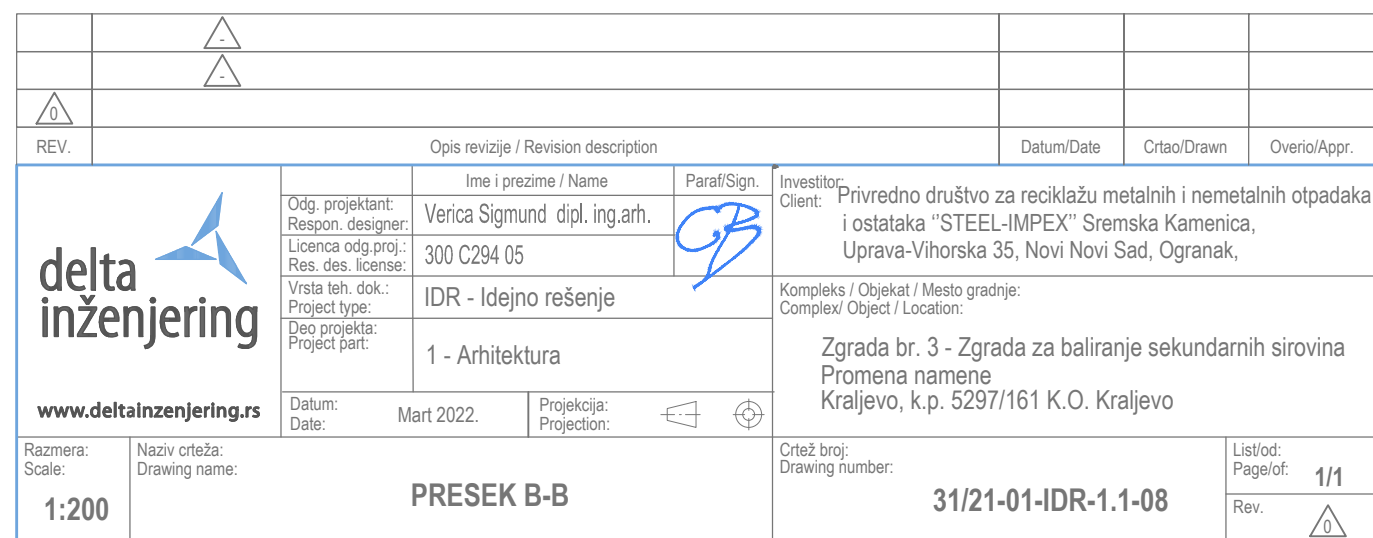 -
-
0
REV. Opis revizije / Revision description Datum/Date Crtao/Drawn Overio/Appr.
delta
inženjering
www.deltainzenjering.rs
Ime i prezime / Name Paraf/Sign.
Odg. projektant:
Respon. designer:
Verica Sigmund dipl. ing.arh.
Licenca odg.proj.:
Res. des. license:
300 C294 05
Vrsta teh. dok.:
Project type:
IDR - Idejno rešenje
Deo projekta:
Project part:
1 - Arhitektura
Datum:
Date:
Mart 2022.
Projekcija:
Projection:
Investitor:
Client:
Privredno društvo za reciklažu metalnih i nemetalnih otpadaka
i ostataka ‘’STEEL-IMPEX’’ Sremska Kamenica,
Uprava-Vihorska 35, Novi Novi Sad, Ogranak,
Kompleks / Objekat / Mesto gradnje:
Complex/ Object / Location:
Zgrada br. 3 - Zgrada za baliranje sekundarnih sirovina
Promena namene
Kraljevo, k.p. 5297/161 K.O. Kraljevo
Razmera:
Scale:
1:200
Naziv crteža:
Drawing name:
PRESEK B-B
Crtež broj:
Drawing number:
31/21-01-IDR-1.1-08
List/od:
Page/of:
1/1
Rev.
0